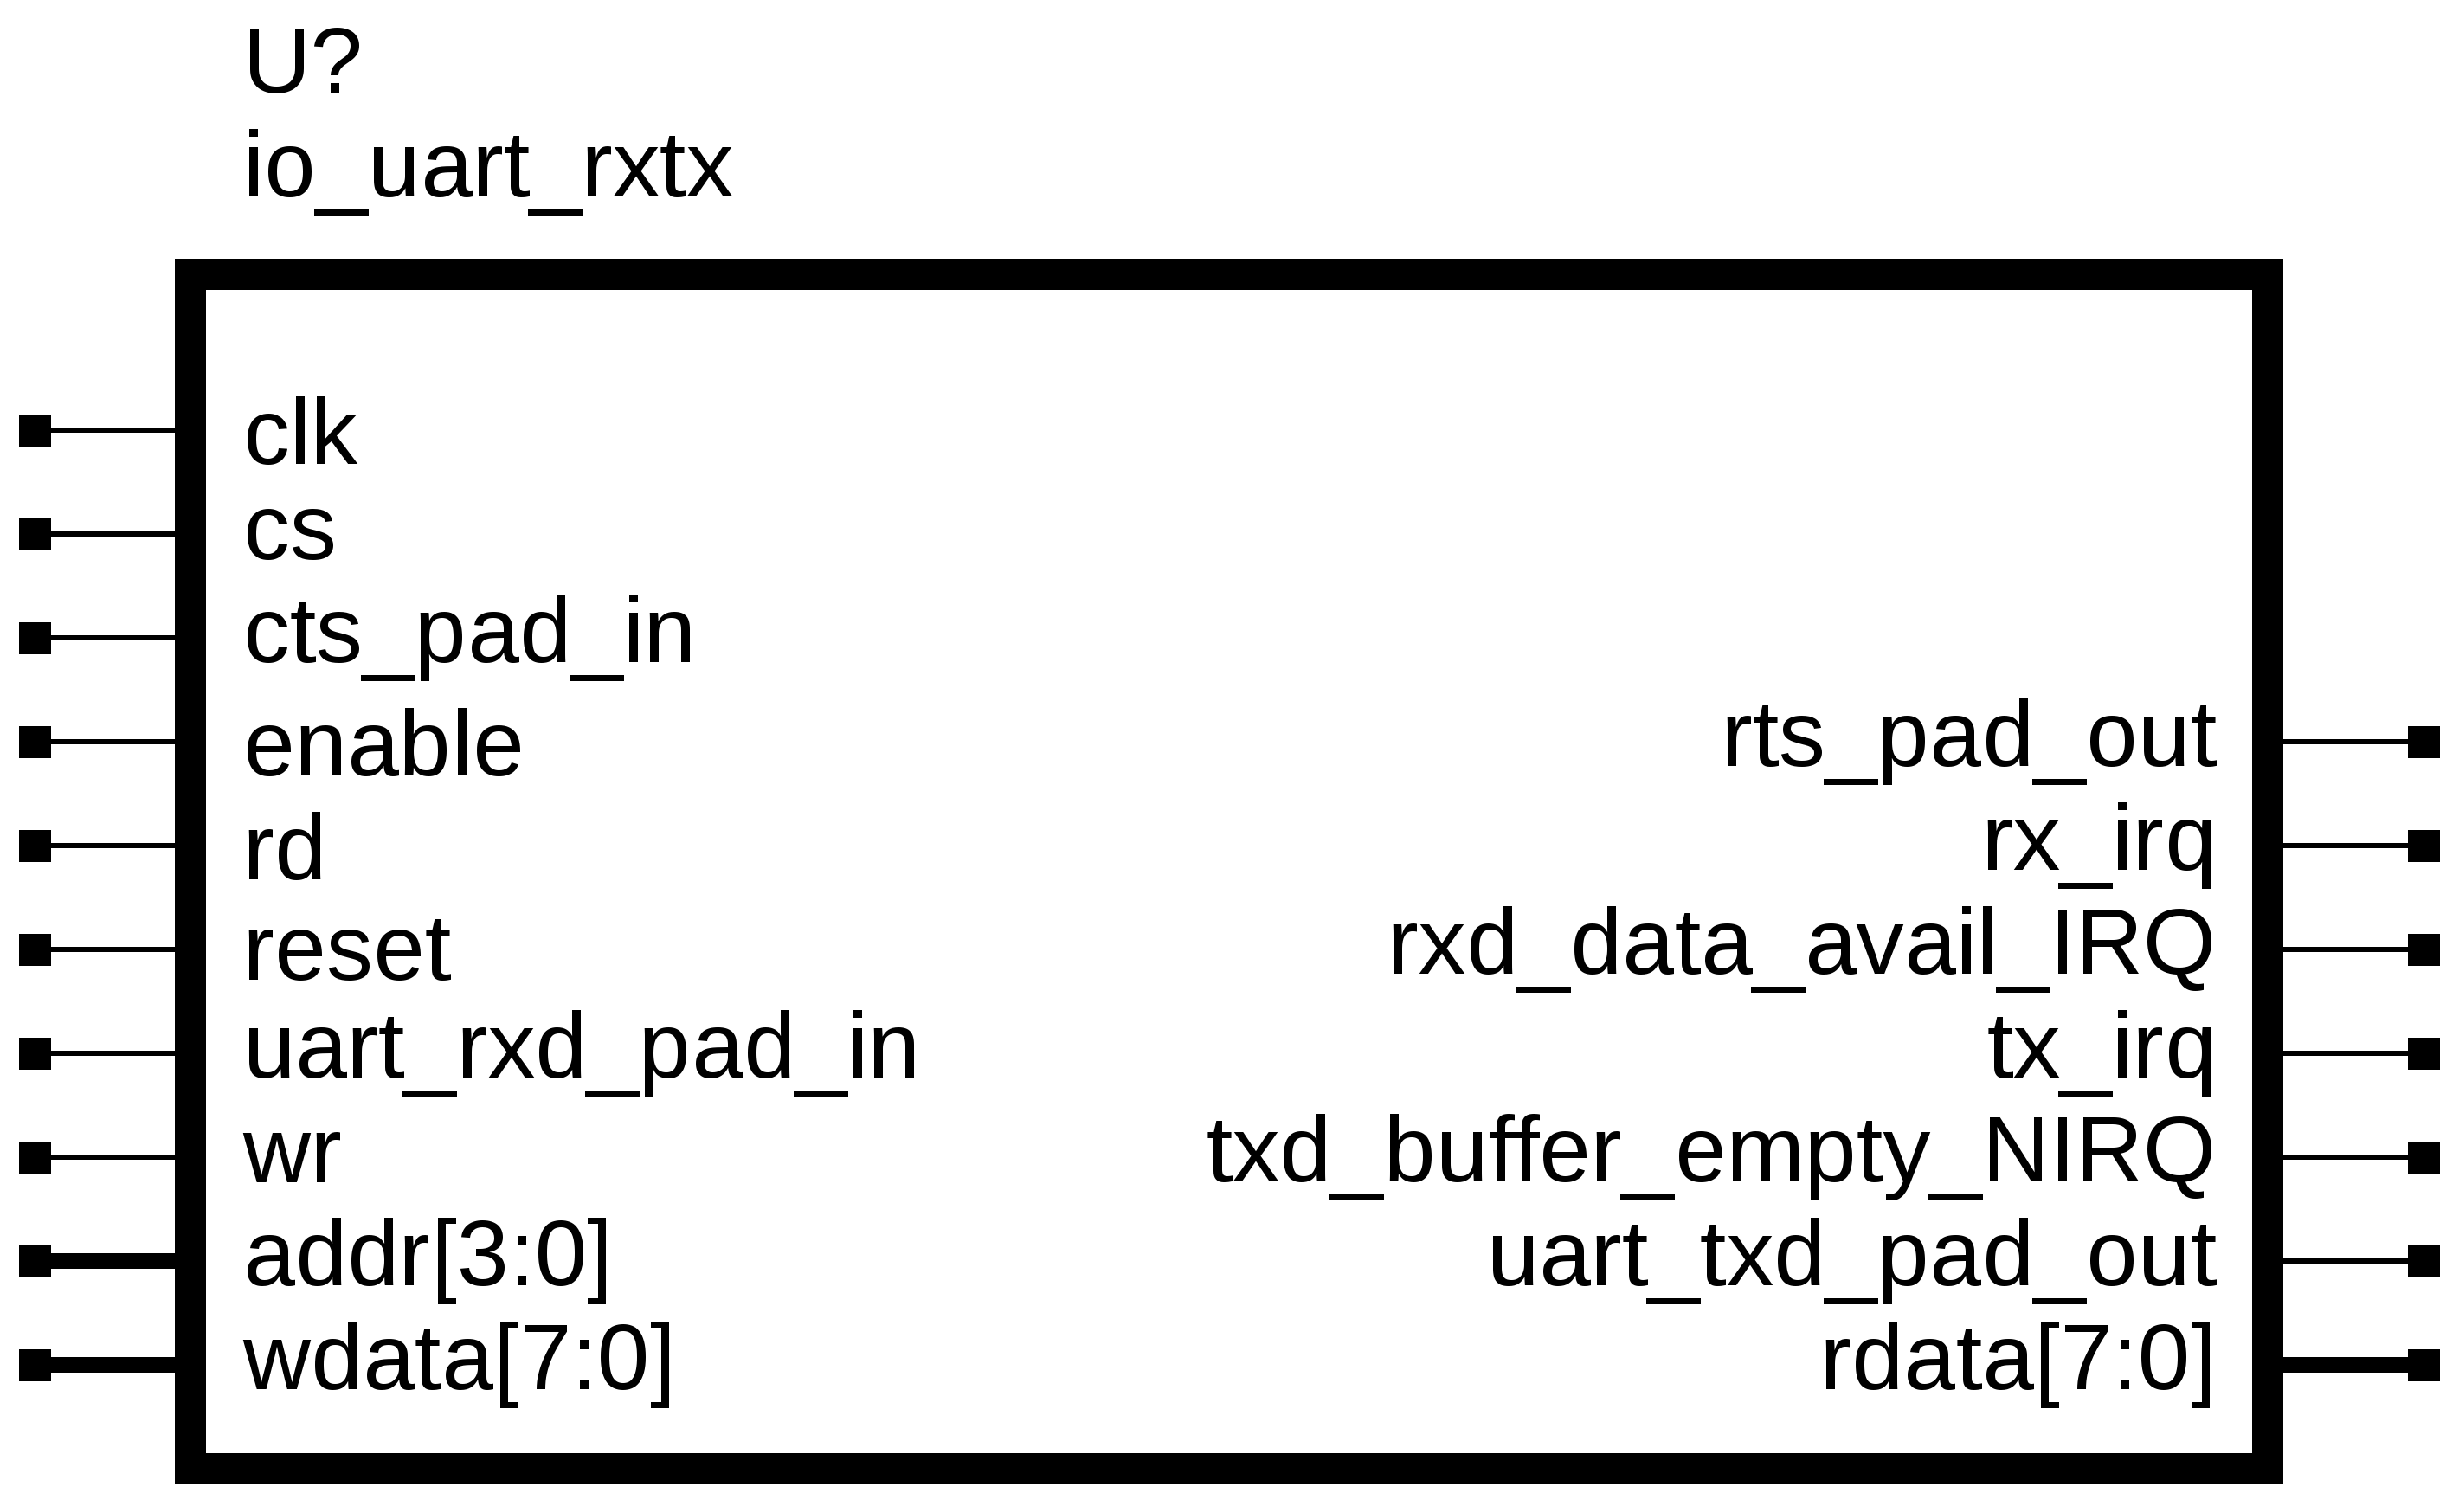 U?
io_uart_rxtx
clk
cs
cts_pad_in
enable
rd
reset
uart_rxd_pad_in
wr
addr[3:0]
wdata[7:0]
rts_pad_out
rx_irq
rxd_data_avail_IRQ
tx_irq
txd_buffer_empty_NIRQ
uart_txd_pad_out
rdata[7:0]